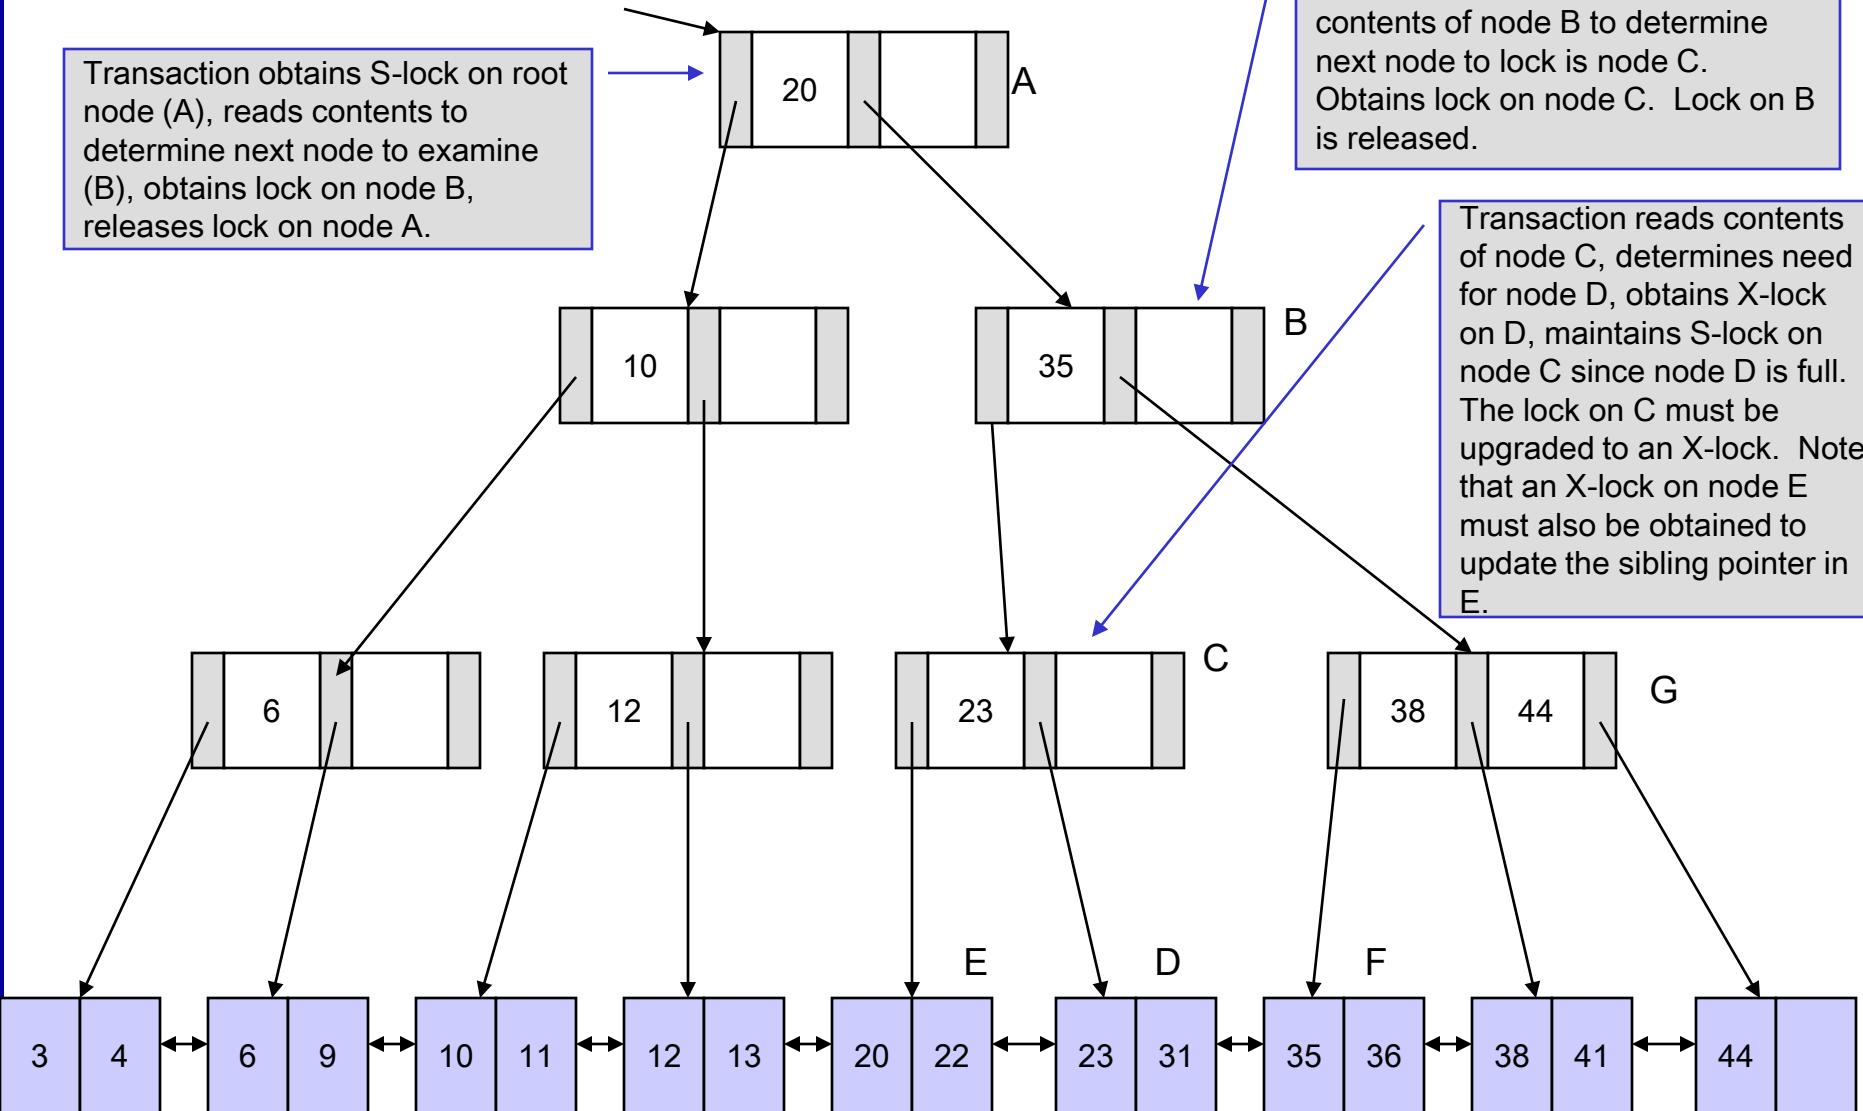 contents of node B to determine
next node to lock is node C.
Obtains lock on node C.  Lock on B
is released.
Transaction obtains S-lock on root
node (A), reads contents to
determine next node to examine
(B), obtains lock on node B,
releases lock on node A.
20
A
Transaction reads contents
of node C, determines need
for node D, obtains X-lock
on D, maintains S-lock on
node C since node D is full.
The lock on C must be
upgraded to an X-lock.  Note
that an X-lock on node E
must also be obtained to
update the sibling pointer in
E.
10
35
B
6
12
23
C
38
44
G
E
D
F
3
4
6
9
10
11
12
13
20
22
23
31
35
36
38
41
44